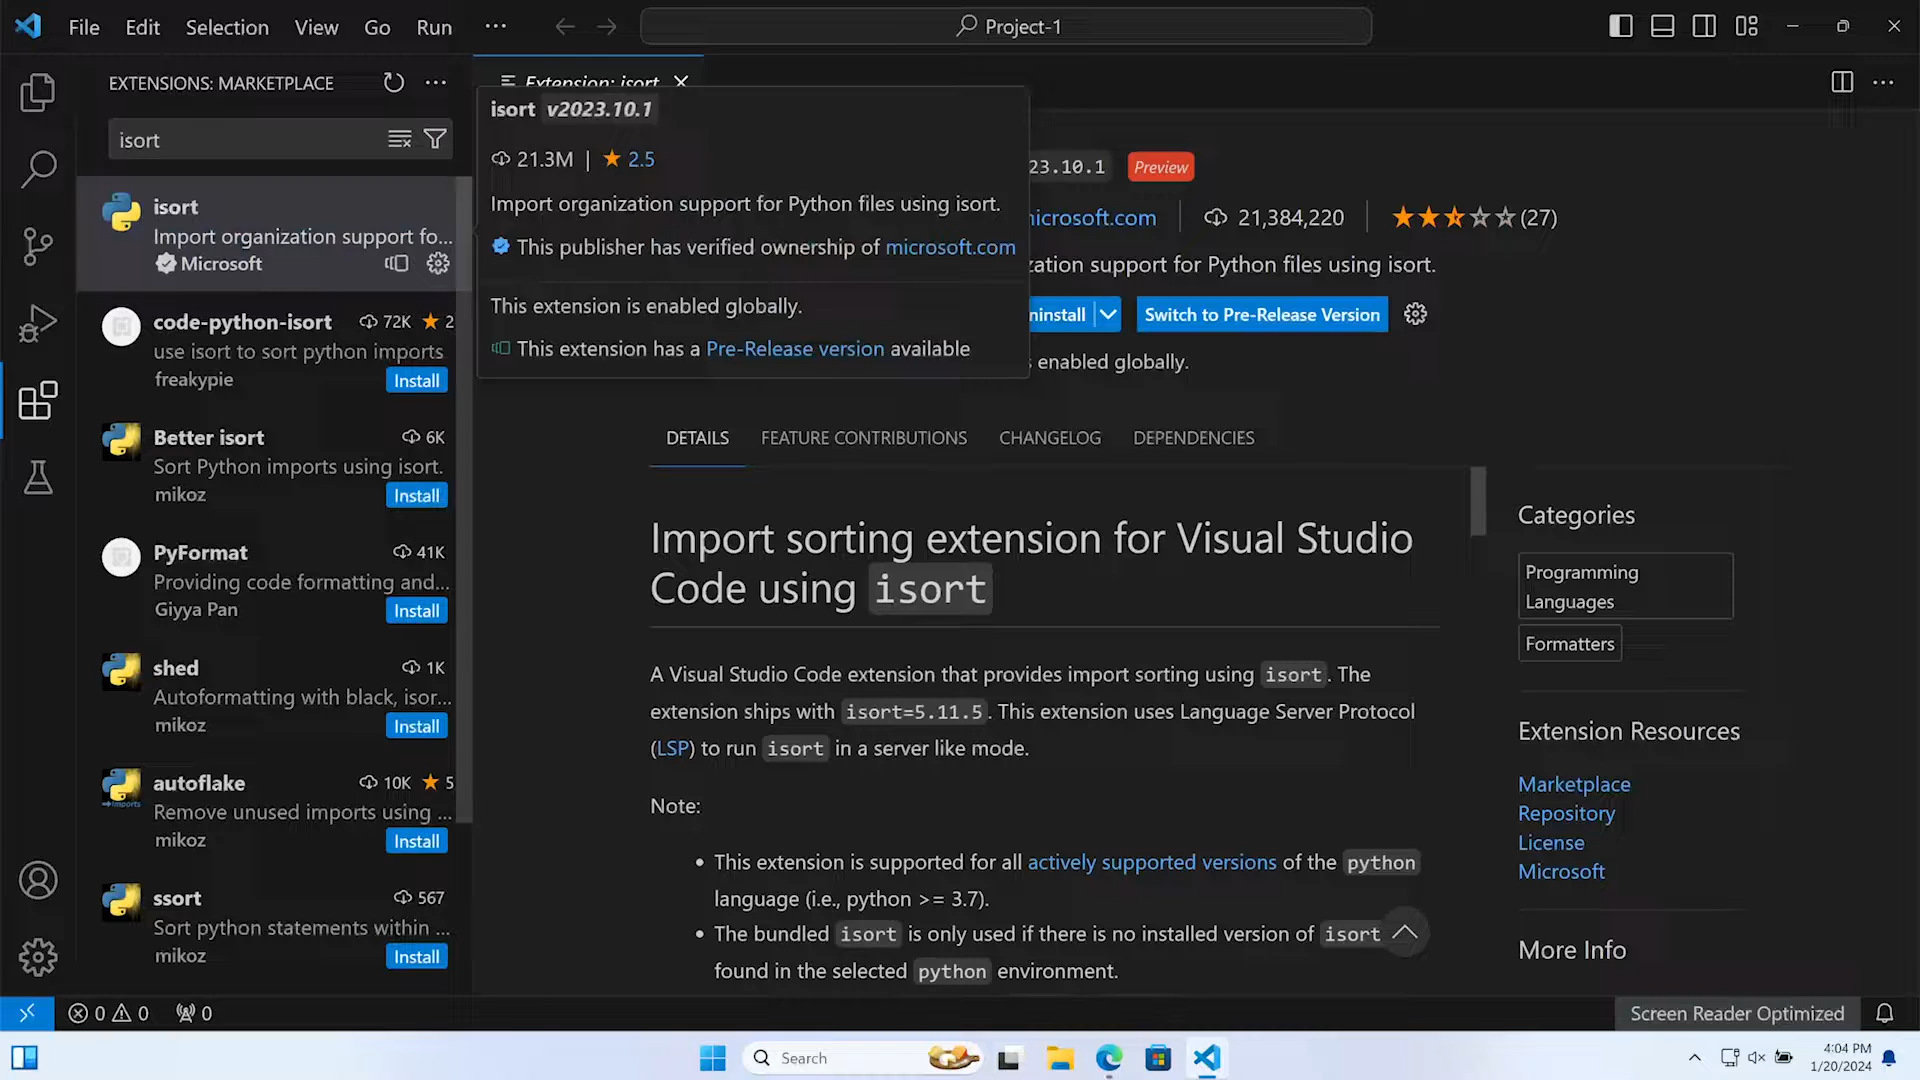 File Edit Selection View Go Run ···
Project-1
EXTENSIONS: MARKETPLACE
isort
isort
Import organization support fo...
Microsoft
code-python-isort 72K 2
use isort to sort python imports
freakypie Install
Better isort 6K
Sort Python imports using isort.
mikoz Install
PyFormat 41K
Providing code formatting and...
Giyya Pan Install
shed 1K
Autoformatting with black, isor...
mikoz Install
autoflake 10K 5
Remove unused imports using ...
mikoz Install
ssort 567
Sort python statements within ...
mikoz Install
Extension: isort
isort v2023.10.1
21.3M | 2.5
Import organization support for Python files using isort.
This publisher has verified ownership of microsoft.com
This extension is enabled globally.
This extension has a Pre-Release version available
23.10.1 Preview
microsoft.com 21,384,220 (27)
zation support for Python files using isort.
ninstall Switch to Pre-Release Version
s enabled globally.
DETAILS FEATURE CONTRIBUTIONS CHANGELOG DEPENDENCIES
Import sorting extension for Visual Studio
Code using isort
A Visual Studio Code extension that provides import sorting using isort. The
extension ships with isort=5.11.5. This extension uses Language Server Protocol
(LSP) to run isort in a server like mode.
Note:
• This extension is supported for all actively supported versions of the python
language (i.e., python >= 3.7).
• The bundled isort is only used if there is no installed version of isort
found in the selected python environment.
Categories
Programming
Languages
Formatters
Extension Resources
Marketplace
Repository
License
Microsoft
More Info
0 0 0
Screen Reader Optimized
Search
4:04 PM
1/20/2024